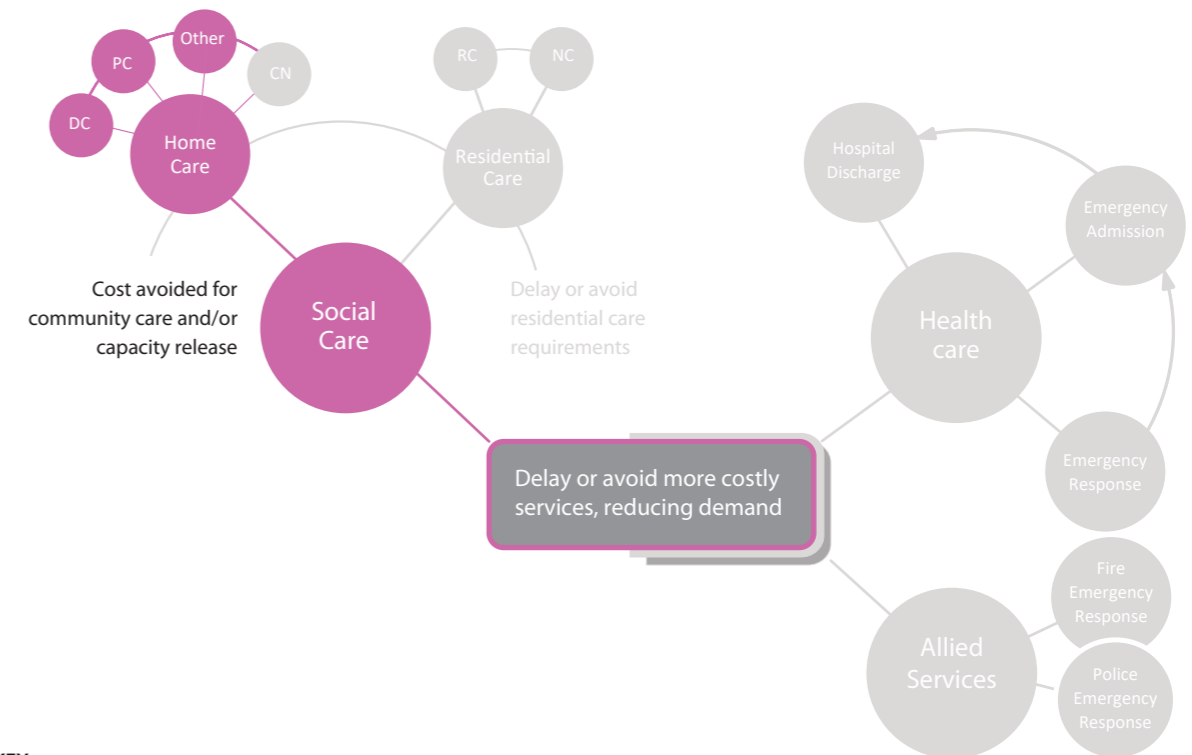 Other
PC
CN
DC
Home
Care
RC
NC
Residential
Care
Hospital
Discharge
Emergency
Admission
Cost avoided for
community care and/or
capacity release
Social
Care
Delay or avoid
residential care
requirements
Health
care
Emergency
Response
Delay or avoid more costly
services, reducing demand
Fire
Emergency
Response
Allied
Services
Police
Emergency
Response